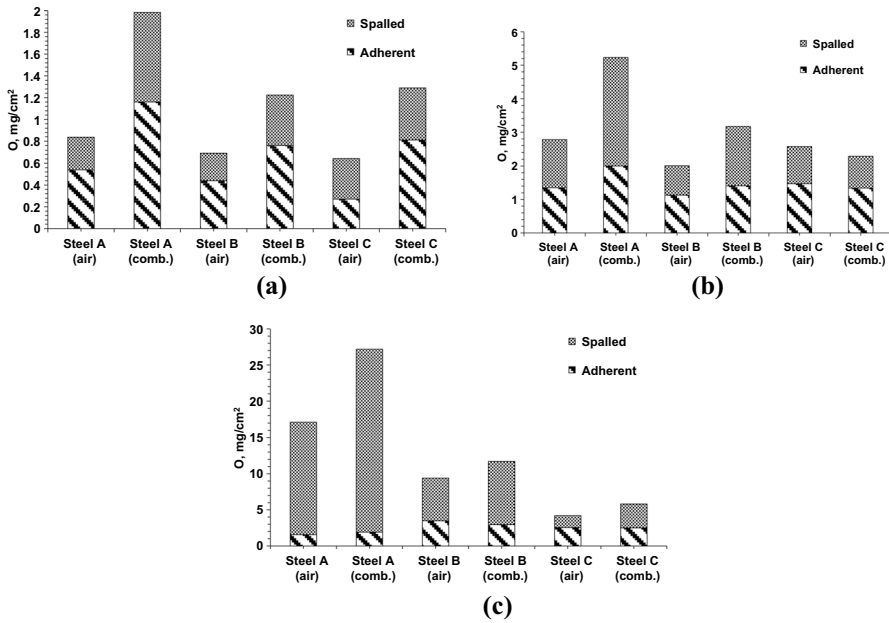 2
1.8
1.6
1.4
1.2
1
0.8
0.6
0.4
0.2
0
O, mg/cm²
Spalled
Adherent
Steel A Steel A Steel B Steel B Steel C Steel C
(air) (comb.) (air) (comb.) (air) (comb.)
(a)
6
5
4
3
2
1
0
O, mg/cm²
Spalled
Adherent
Steel A Steel A Steel B Steel B Steel C Steel C
(air) (comb.) (air) (comb.) (air) (comb.)
(b)
30
25
20
15
10
5
0
O, mg/cm²
Spalled
Adherent
Steel A Steel A Steel B Steel B Steel C Steel C
(air) (comb.) (air) (comb.) (air) (comb.)
(c)